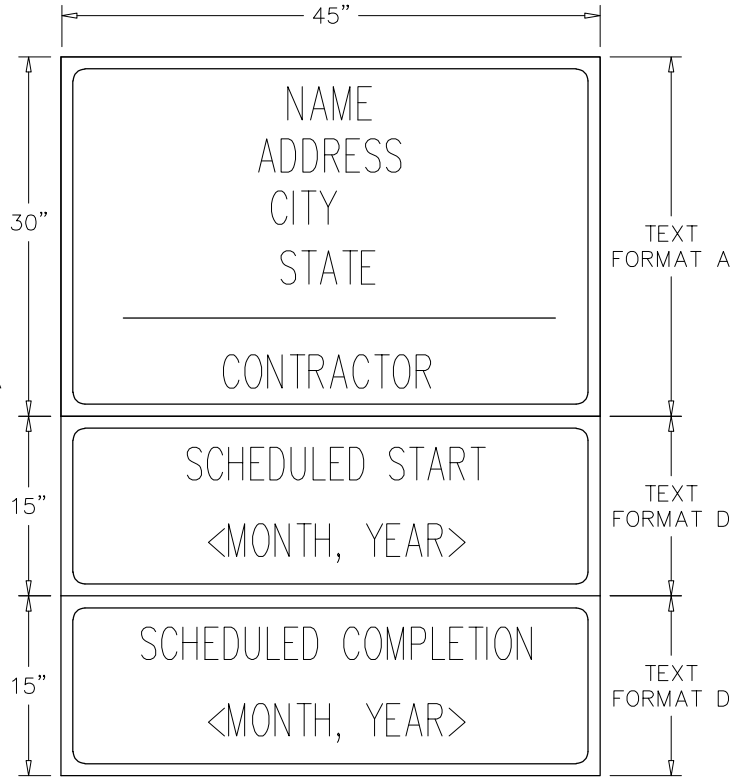 45”
30”
NAME
ADDRESS
CITY
STATE
CONTRACTOR
TEXT
FORMAT A
15”
SCHEDULED START
<MONTH, YEAR>
TEXT
FORMAT D
15”
SCHEDULED COMPLETION
<MONTH, YEAR>
TEXT
FORMAT D